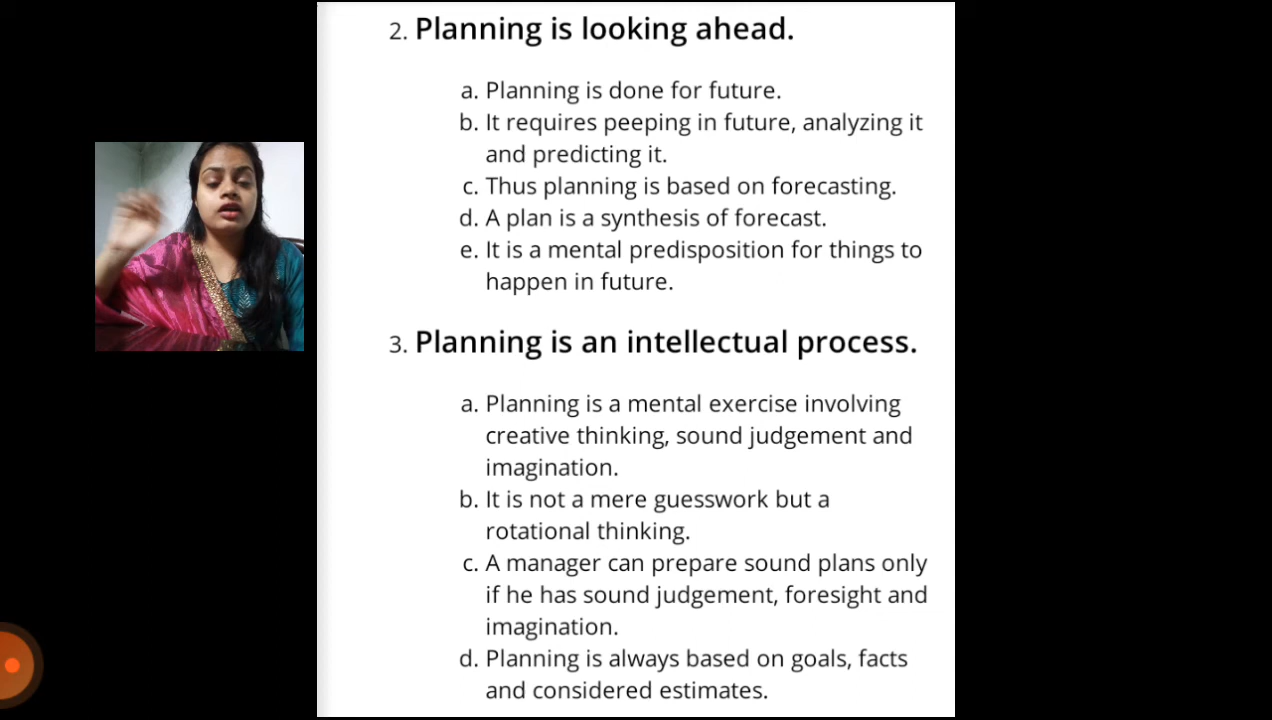 2. Planning is looking ahead.
a. Planning is done for future.
b. It requires peeping in future, analyzing it
and predicting it.
c. Thus planning is based on forecasting.
d. A plan is a synthesis of forecast.
e. It is a mental predisposition for things to
happen in future.
3. Planning is an intellectual process.
a. Planning is a mental exercise involving
creative thinking, sound judgement and
imagination.
b. It is not a mere guesswork but a
rotational thinking.
c. A manager can prepare sound plans only
if he has sound judgement, foresight and
imagination.
d. Planning is always based on goals, facts
and considered estimates.